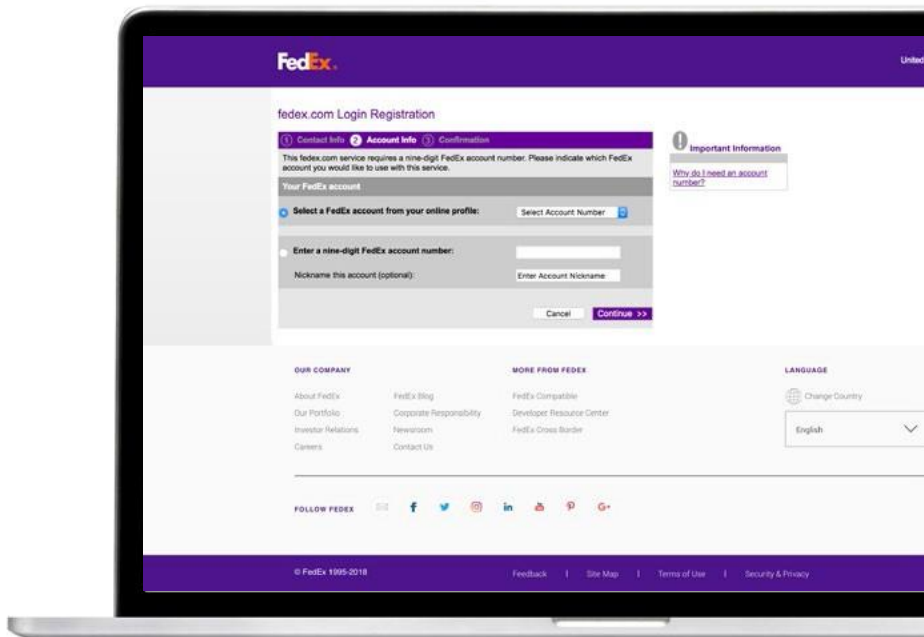 FedEx.
United
fedex.com Login Registration
1 Contact Info 2 Account Info 3 Confirmation
This fedex.com service requires a nine-digit FedEx account number. Please indicate which FedEx
account you would like to use with this service.
Your FedEx account
Select a FedEx account from your online profile:
Select Account Number
Enter a nine-digit FedEx account number:
Nickname this account (optional):
Enter Account Nickname
Cancel
Continue >>
! Important Information
Why do I need an account
number?
OUR COMPANY
About FedEx
Our Portfolio
Investor Relations
Careers
FedEx Blog
Corporate Responsibility
Newsroom
Contact Us
MORE FROM FEDEX
FedEx Compatible
Developer Resource Center
FedEx Cross Border
LANGUAGE
Change Country
English
FOLLOW FEDEX
f
in
G+
© FedEx 1995-2018
Feedback | Site Map | Terms of Use | Security & Privacy